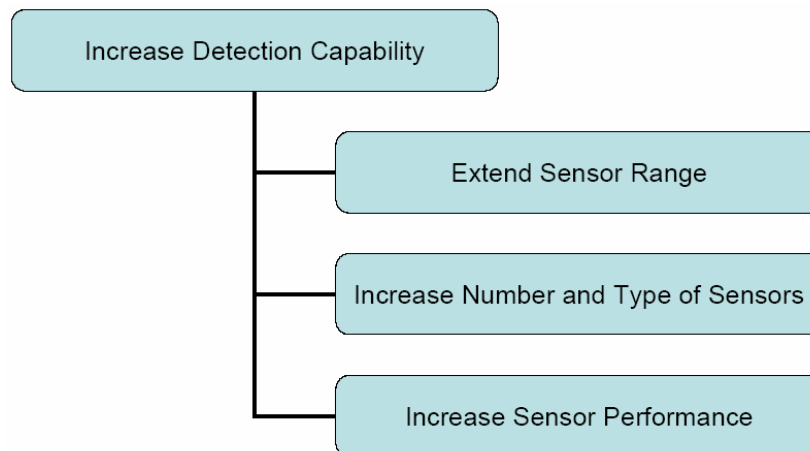 Increase Detection Capability
Extend Sensor Range
Increase Number and Type of Sensors
Increase Sensor Performance